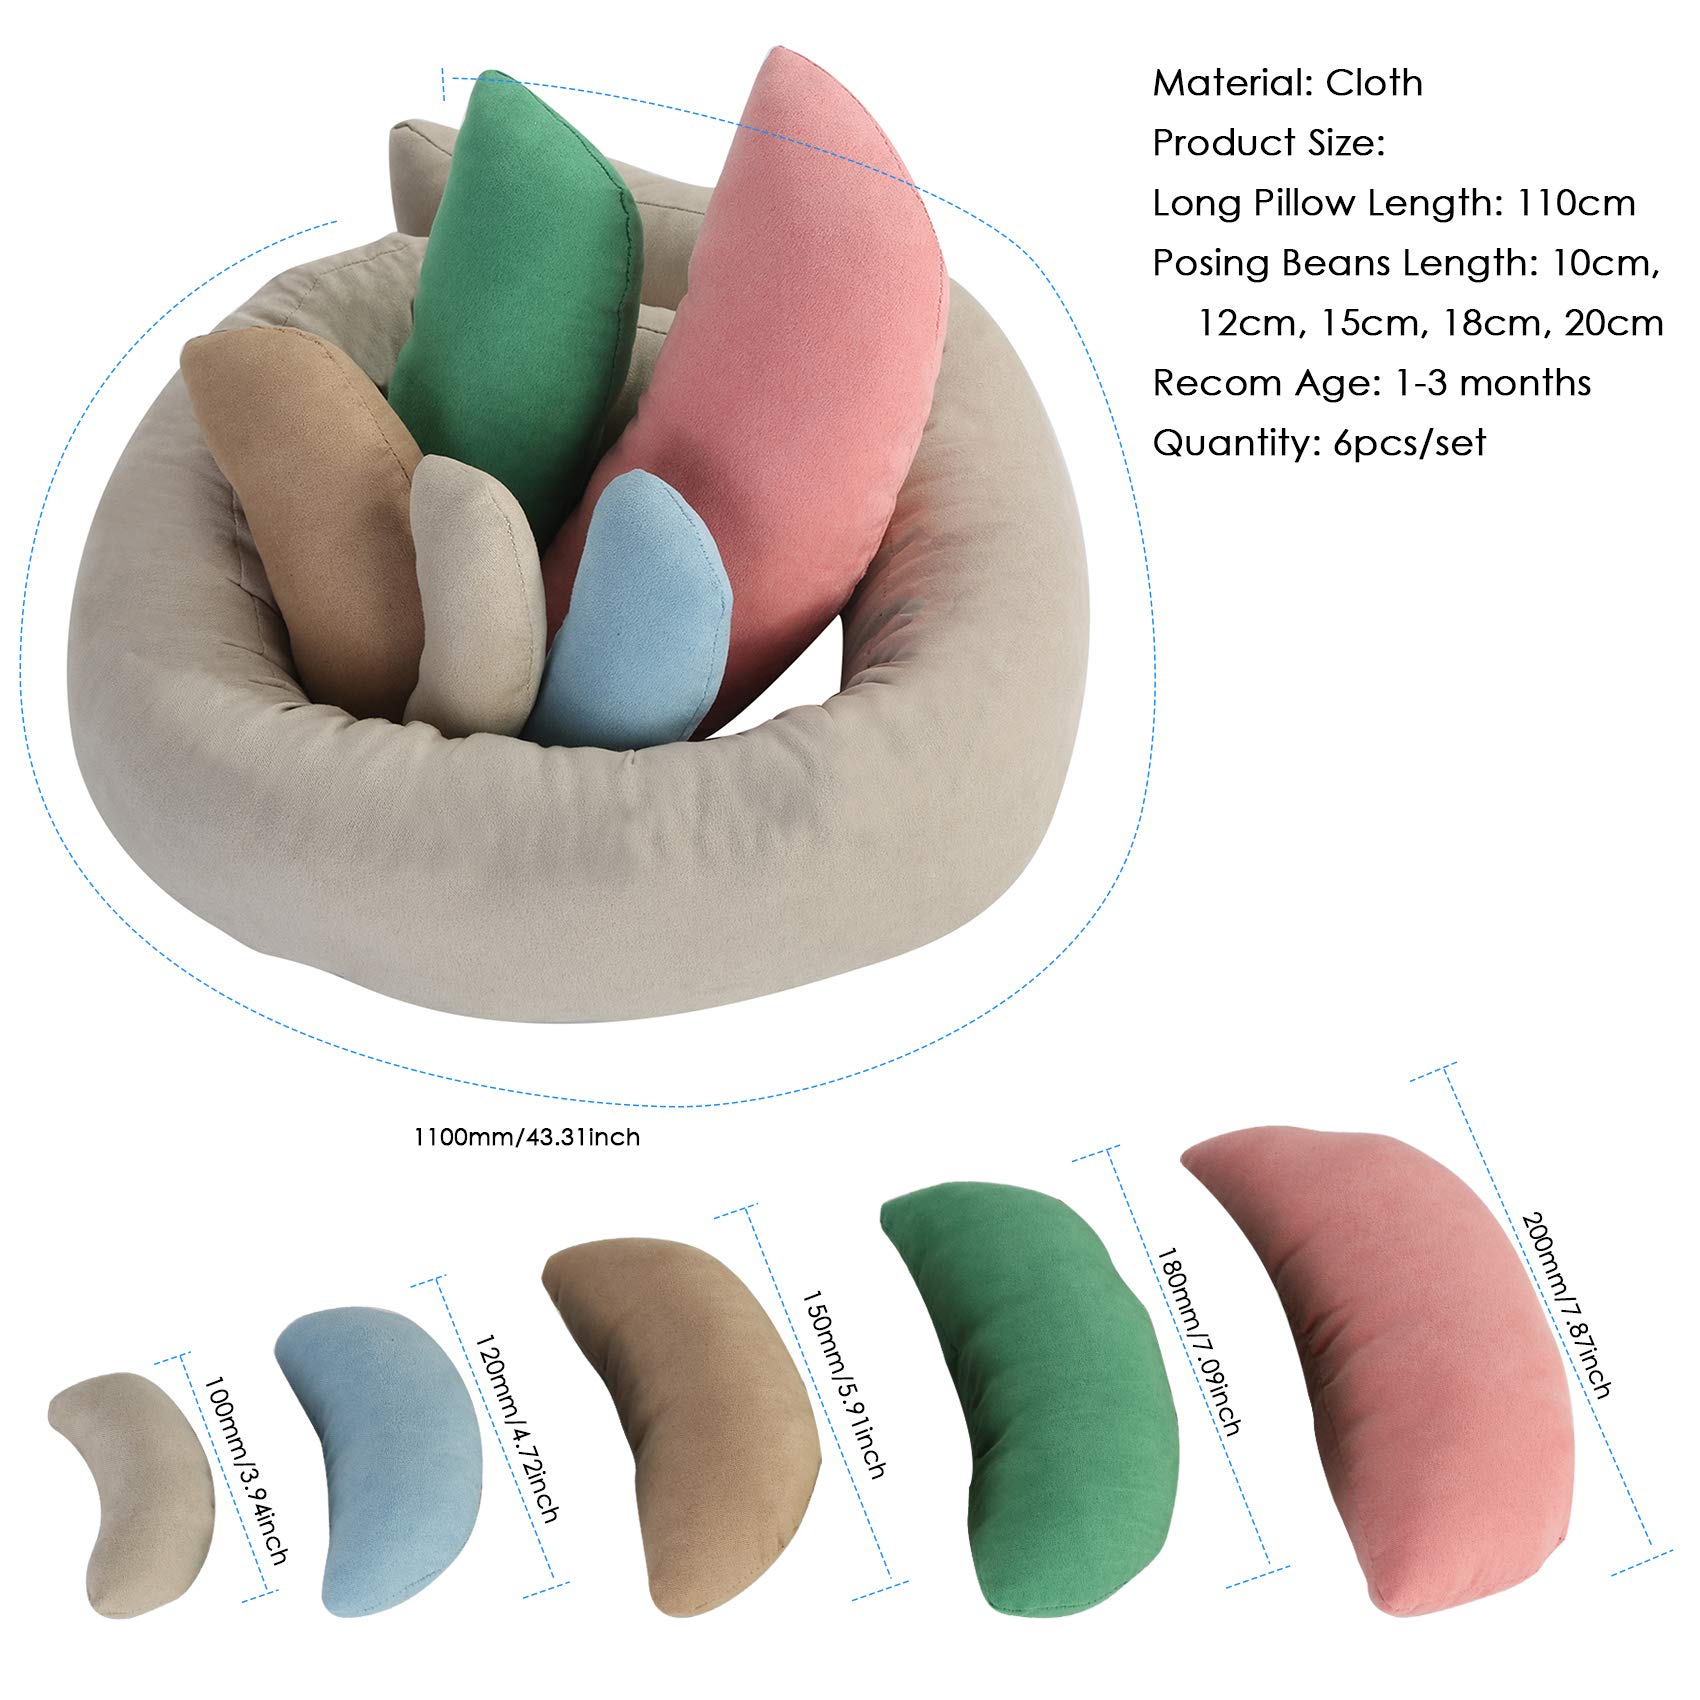 Material: Cloth
Product Size:
Long Pillow Length: 110cm
Posing Beans Length: 10cm,
12cm, 15cm, 18cm, 20cm
Recom Age: 1-3 months
Quantity: 6pcs/set
1100mm/43.31inch
100mm/3.94inch
120mm/4.72inch
150mm/5.91inch
180mm/7.09inch
200mm/7.87inch